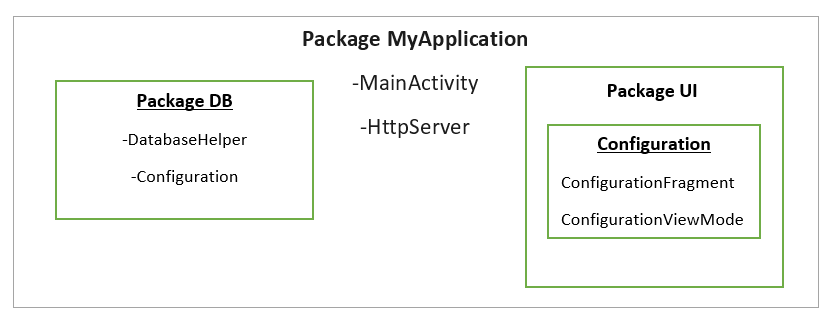 Package MyApplication
-MainActivity
-HttpServer
Package DB
-DatabaseHelper
-Configuration
Package UI
Configuration
ConfigurationFragment
ConfigurationViewMode